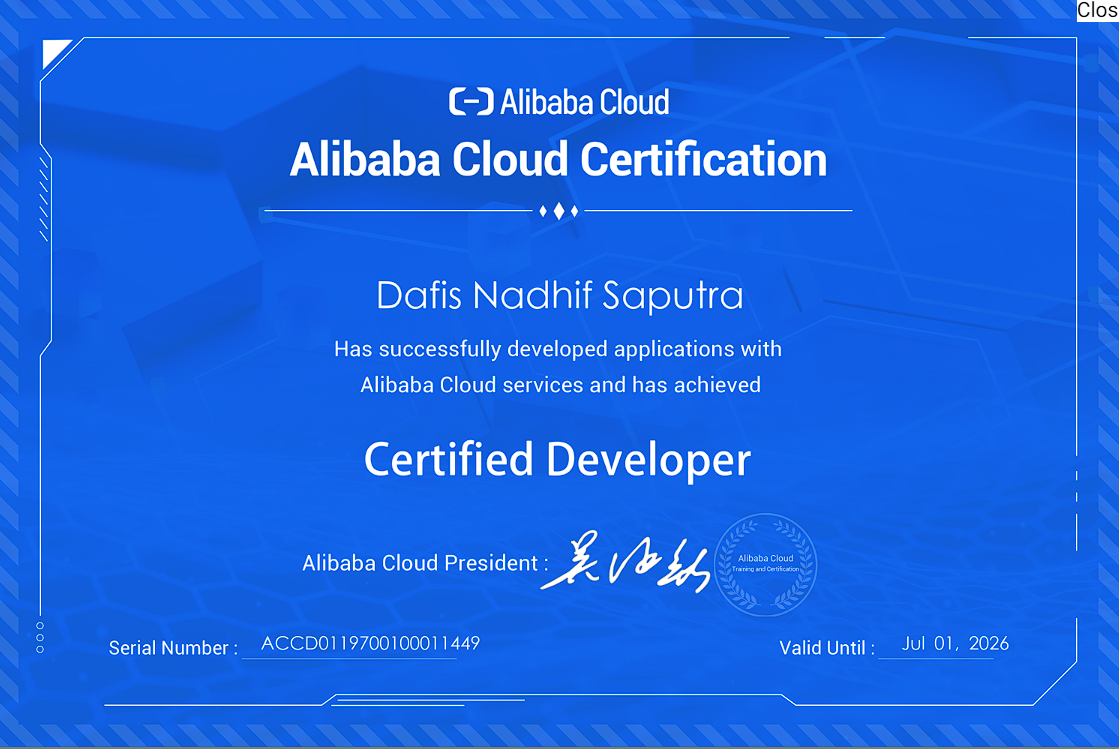 Clos
Alibaba Cloud
Alibaba Cloud Certification
Dafis Nadhif Saputra
Has successfully developed applications with
Alibaba Cloud services and has achieved
Certified Developer
Alibaba Cloud President :
Alibaba Cloud
Training and Certification
Serial Number : ACCD0119700100011449
Valid Until : Jul 01, 2026